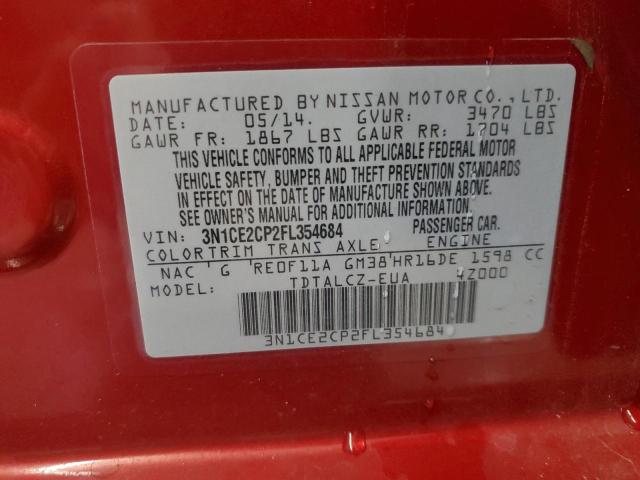 MANUFACTURED BY NISSAN MOTOR CO., LTD.
DATE: 05/14. GVWR: 3470 LBS
GAWR FR: 1867 LBS GAWR RR: 1704 LBS
THIS VEHICLE CONFORMS TO ALL APPLICABLE FEDERAL MOTOR
VEHICLE SAFETY, BUMPER AND THEFT PREVENTION STANDARDS
IN EFFECT ON THE DATE OF MANUFACTURE SHOWN ABOVE.
SEE OWNER'S MANUAL FOR ADDITIONAL INFORMATION.
VIN: 3N1CE2CP2FL354684 PASSENGER CAR.
COLOR TRIM TRANS AXLE ENGINE
NAC ' G 'RE0F11A GM38'HR16DE 1598 CC
MODEL: TDTALCZ-EUA 4Z000
3N1CE2CP2FL354684